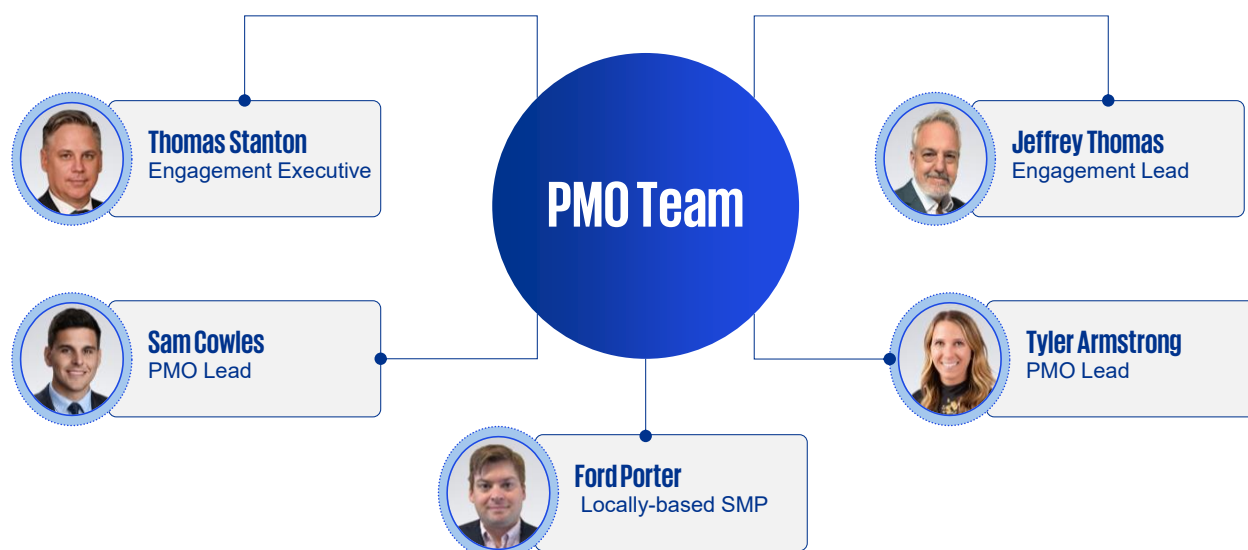 Thomas Stanton
Engagement Executive
PMO Team
Jeffrey Thomas
Engagement Lead
Sam Cowles
PMO Lead
Tyler Armstrong
PMO Lead
Ford Porter
Locally-based SMP